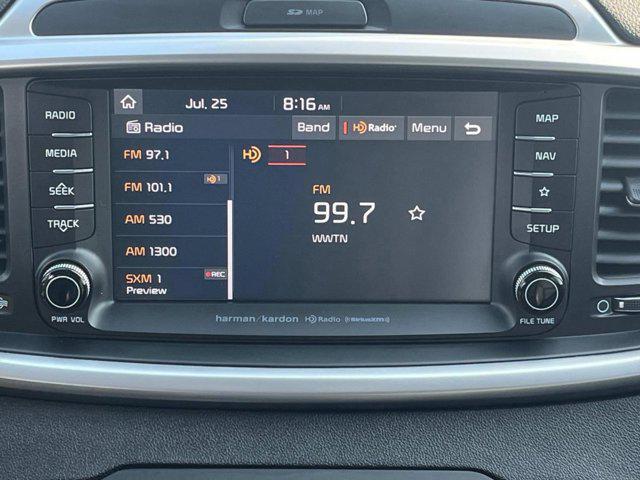 SD MAP
Jul. 25 8:16 AM
Radio Band HD Radio Menu
FM 97.1
FM 101.1 HD 1
AM 530
AM 1300
SXM 1 REC
Preview
HD 1
FM
99.7
WWTN
RADIO
MEDIA
SEEK
TRACK
PWR VOL
MAP
NAV
SETUP
FILE TUNE
harman/kardon HD Radio ((SiriusXM))